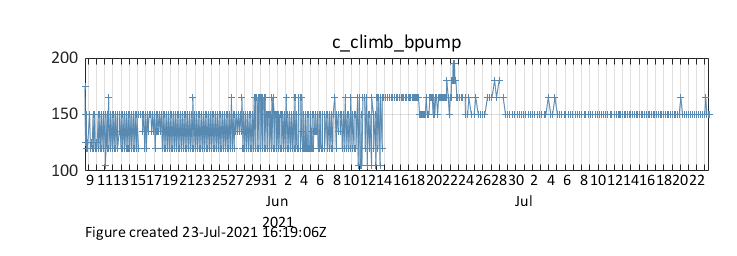 c_climb_bpump
200
150
100
9 11 13 15 17 19 21 23 25 27 29 31 2 4 6 8 10 12 14 16 18 20 22 24 26 28 30 2 4 6 8 10 12 14 16 18 20 22
Jun Jul
2021
Figure created 23-Jul-2021 16:19:06Z